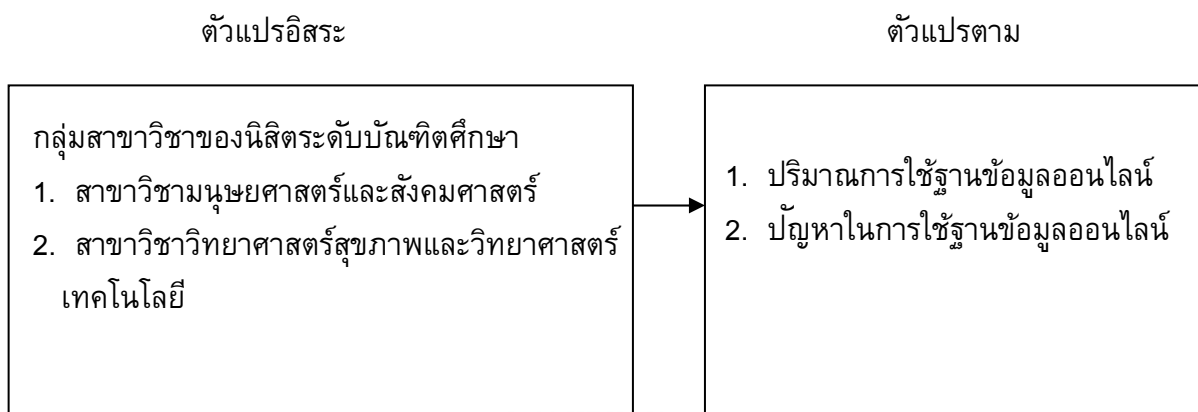 ตัวแปรอิสระ
ตัวแปรตาม
กลุ่มสาขาวิชาของนิสิตระดับบัณฑิตศึกษา
1. สาขาวิชามนุษยศาสตร์และสังคมศาสตร์
2. สาขาวิชาวิทยาศาสตร์สุขภาพและวิทยาศาสตร์
เทคโนโลยี
1. ปริมาณการใช้ฐานข้อมูลออนไลน์
2. ปัญหาในการใช้ฐานข้อมูลออนไลน์